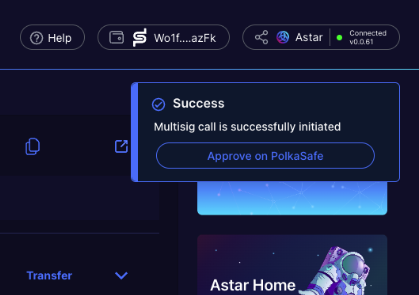 Help
Wo1f....azFk
Astar
Connected
v0.0.61
Success
Multisig call is successfully initiated
Approve on PolkaSafe
Transfer
Astar Home